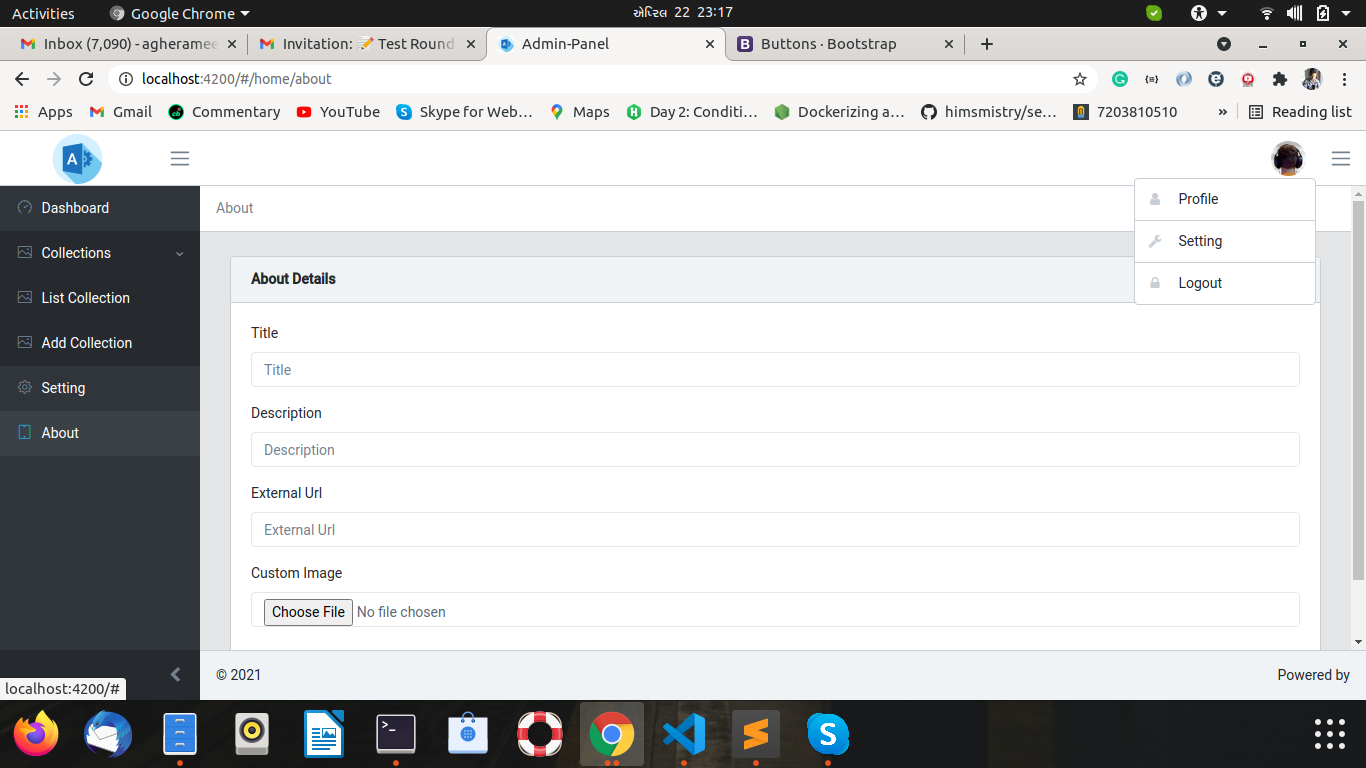 Activities Google Chrome એપ્રિલ 22 23:17
Inbox (7,090) - agheramee Invitation: 📝 Test Round Admin-Panel Buttons · Bootstrap
localhost:4200/#/home/about
Apps Gmail Commentary YouTube Skype for Web… Maps Day 2: Conditi… Dockerizing a… himsmistry/se… 7203810510 » Reading list
A
Dashboard
Collections
List Collection
Add Collection
Setting
About
About
Profile
Setting
Logout
About Details
Title
Title
Description
Description
External Url
External Url
Custom Image
Choose File No file chosen
© 2021 Powered by
localhost:4200/#